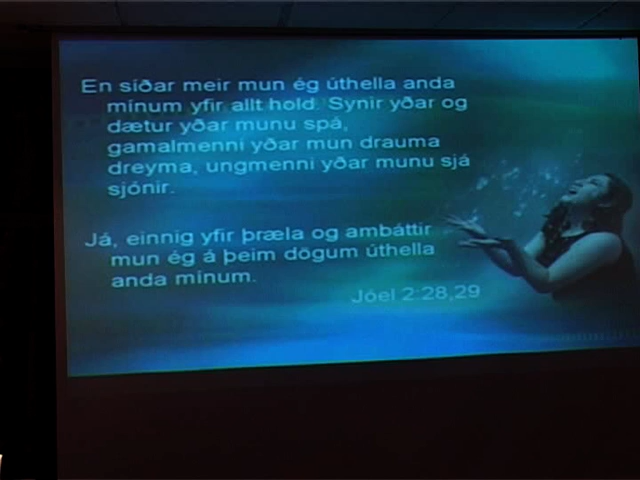 En síðar meir mun ég úthella anda
mínum yfir allt hold. Synir yðar og
dætur yðar munu spá,
gamalmenni yðar mun drauma
dreyma, ungmenni yðar munu sjá
sjónir.
Já, einnig yfir þræla og ambáttir
mun ég á þeim dögum úthella
anda mínum.
Jóel 2:28,29